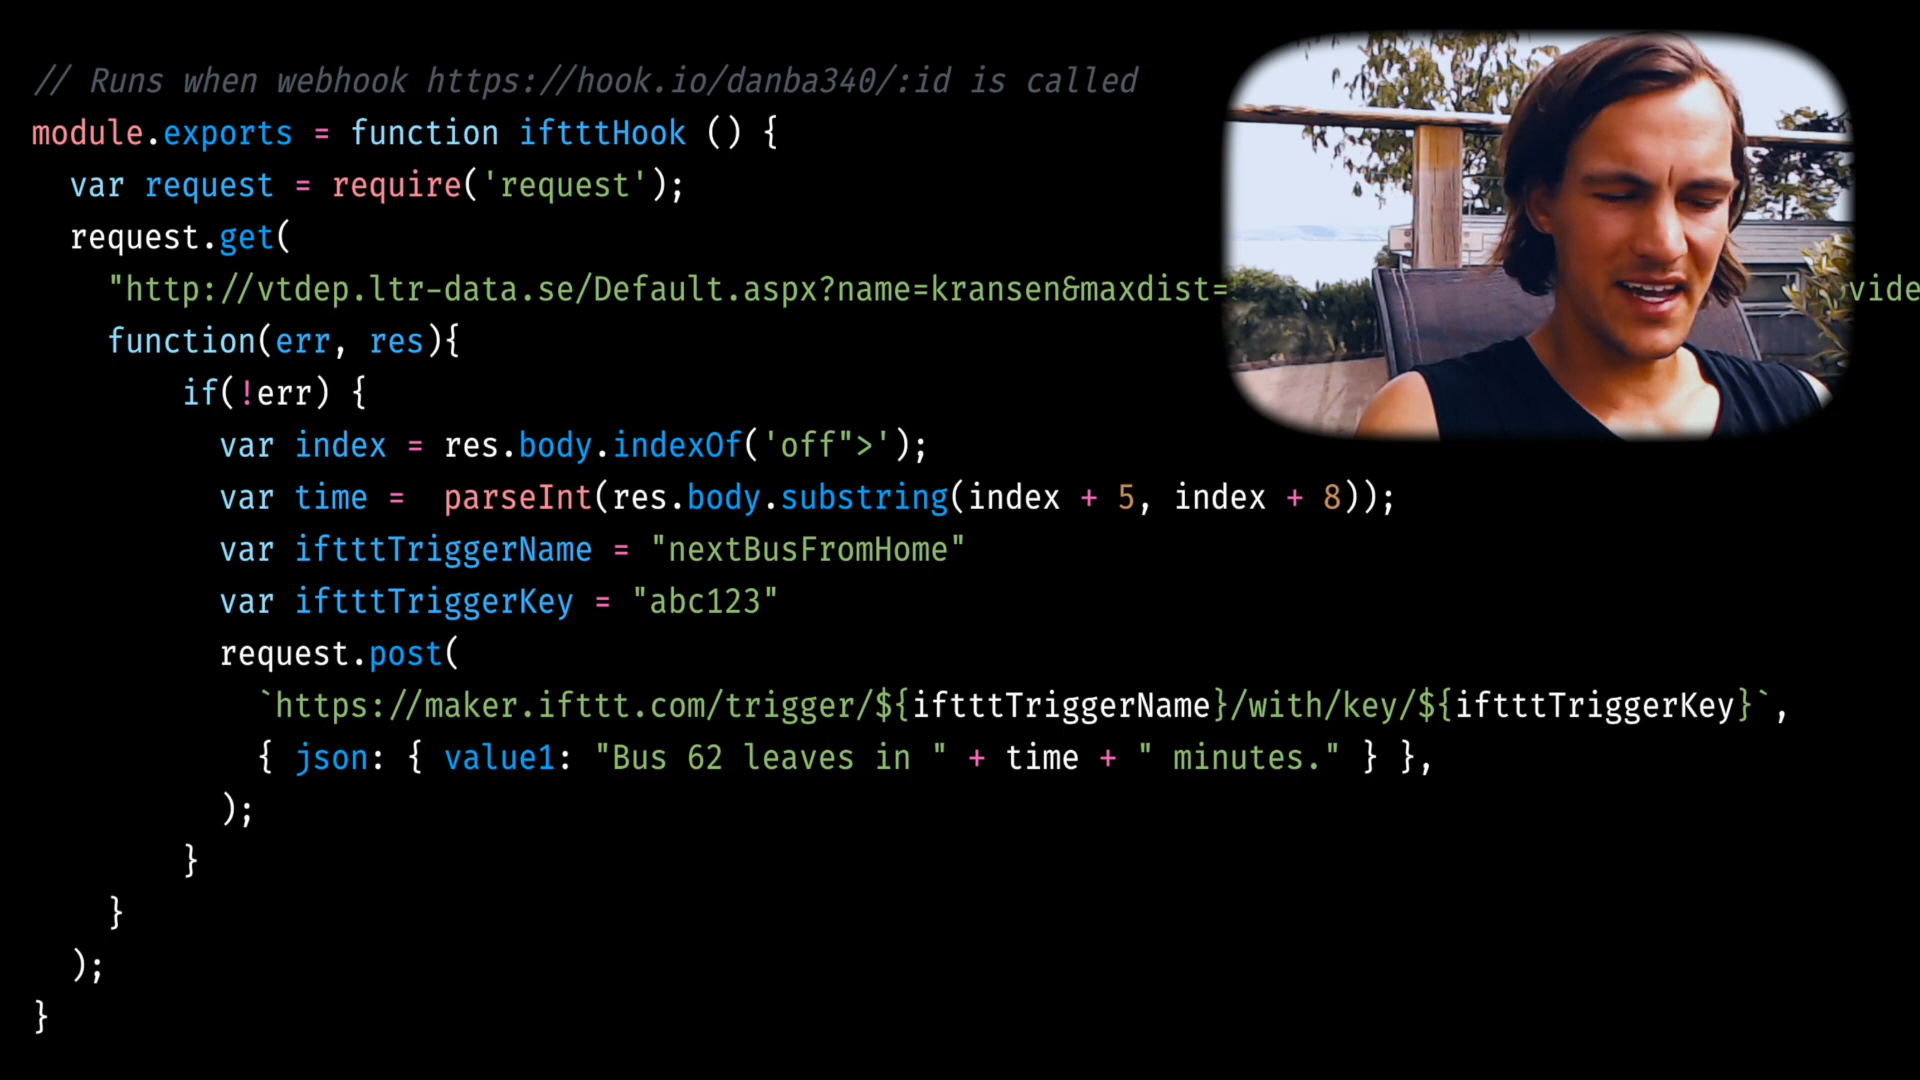 // Runs when webhook https://hook.io/danba340/:id is called
module.exports = function iftttHook () {
  var request = require('request');
  request.get(
    "http://vtdep.ltr-data.se/Default.aspx?name=kransen&maxdist= vide
    function(err, res){
        if(!err) {
          var index = res.body.indexOf('off">');
          var time =  parseInt(res.body.substring(index + 5, index + 8));
          var iftttTriggerName = "nextBusFromHome"
          var iftttTriggerKey = "abc123"
          request.post(
            `https://maker.ifttt.com/trigger/${iftttTriggerName}/with/key/${iftttTriggerKey}`,
            { json: { value1: "Bus 62 leaves in " + time + " minutes." } },
          );
        }
    }
  );
}